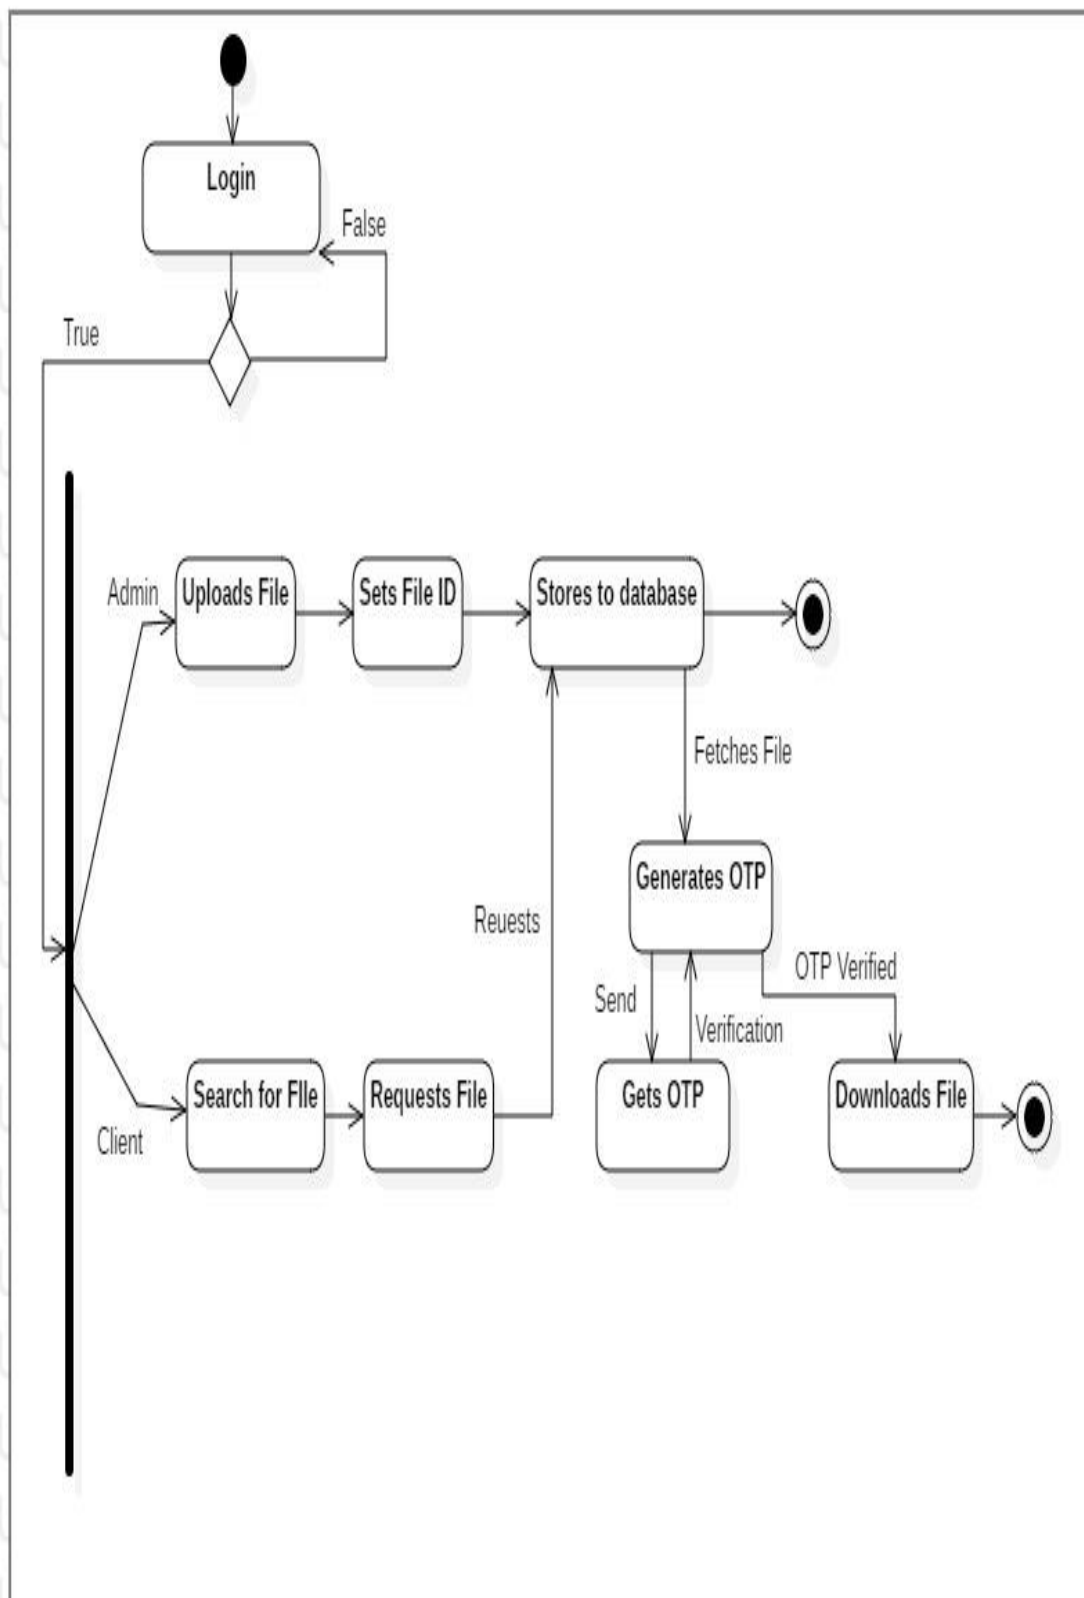 Login
False
True
Admin
Uploads File
Sets File ID
Stores to database
Fetches File
Generates OTP
Reuests
OTP Verified
Send
Verification
Search for FIle
Requests File
Gets OTP
Downloads File
Client